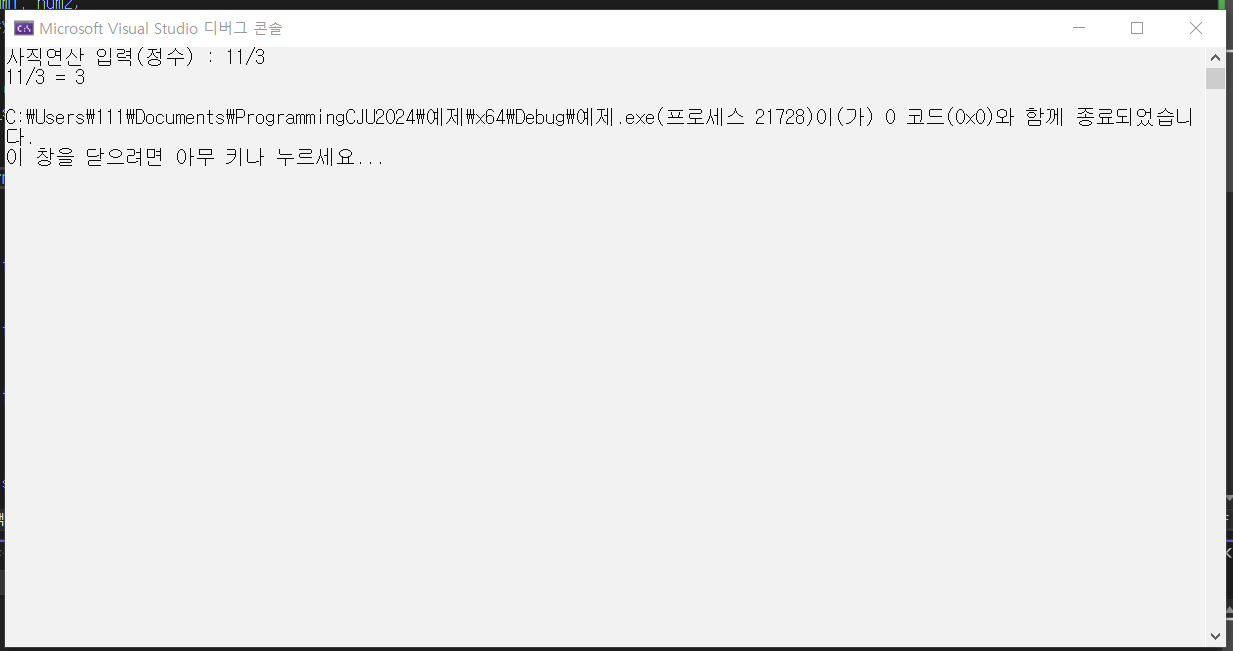 num2,
Microsoft Visual Studio 디버그 콘솔
사직연산 입력(정수) : 11/3
11/3 = 3
C:\Users\111\Documents\ProgrammingCJU2024\예제\x64\Debug\예제.exe(프로세스 21728)이(가) 0 코드(0x0)와 함께 종료되었습니
다.
이 창을 닫으려면 아무 키나 누르세요...